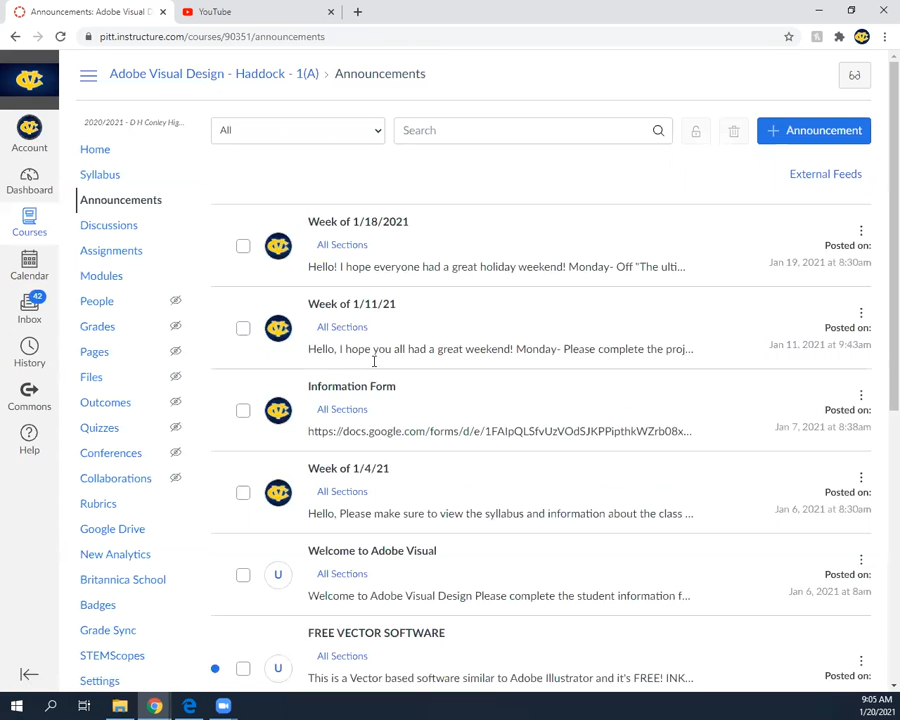 Announcements: Adobe Visual D
YouTube
pitt.instructure.com/courses/90351/announcements
Adobe Visual Design - Haddock - 1(A) › Announcements
Account
Dashboard
Courses
Calendar
42
Inbox
History
Commons
Help
2020/2021 - D H Conley Hig...
Home
Syllabus
Announcements
Discussions
Assignments
Modules
People
Grades
Pages
Files
Outcomes
Quizzes
Conferences
Collaborations
Rubrics
Google Drive
New Analytics
Britannica School
Badges
Grade Sync
STEMScopes
Settings
All
Search
+ Announcement
External Feeds
Week of 1/18/2021
All Sections
Hello! I hope everyone had a great holiday weekend! Monday- Off "The ulti...
Posted on:
Jan 19, 2021 at 8:30am
Week of 1/11/21
All Sections
Hello, I hope you all had a great weekend! Monday- Please complete the proj...
Posted on:
Jan 11, 2021 at 9:43am
Information Form
All Sections
https://docs.google.com/forms/d/e/1FAIpQLSfvUzVOdSJKPPipthkWZrb08x...
Posted on:
Jan 7, 2021 at 8:38am
Week of 1/4/21
All Sections
Hello, Please make sure to view the syllabus and information about the class ...
Posted on:
Jan 6, 2021 at 8:30am
U
Welcome to Adobe Visual
All Sections
Welcome to Adobe Visual Design Please complete the student information f...
Posted on:
Jan 6, 2021 at 8am
U
FREE VECTOR SOFTWARE
All Sections
This is a Vector based software similar to Adobe Illustrator and it's FREE! INK...
Posted on:
9:05 AM
1/20/2021